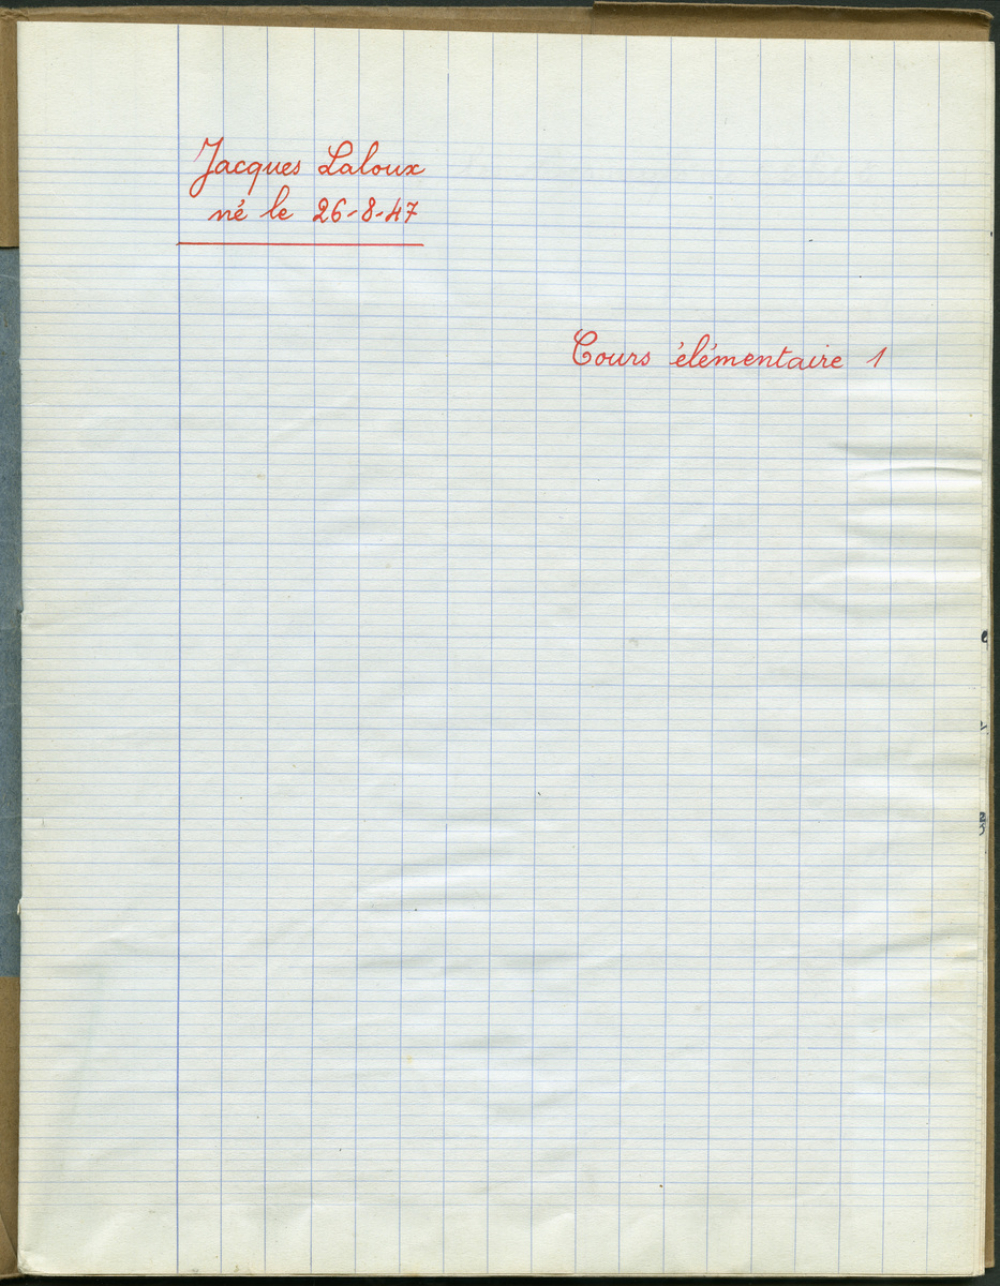 Jacques Laloux
né le 26-8-47
Cours élémentaire 1